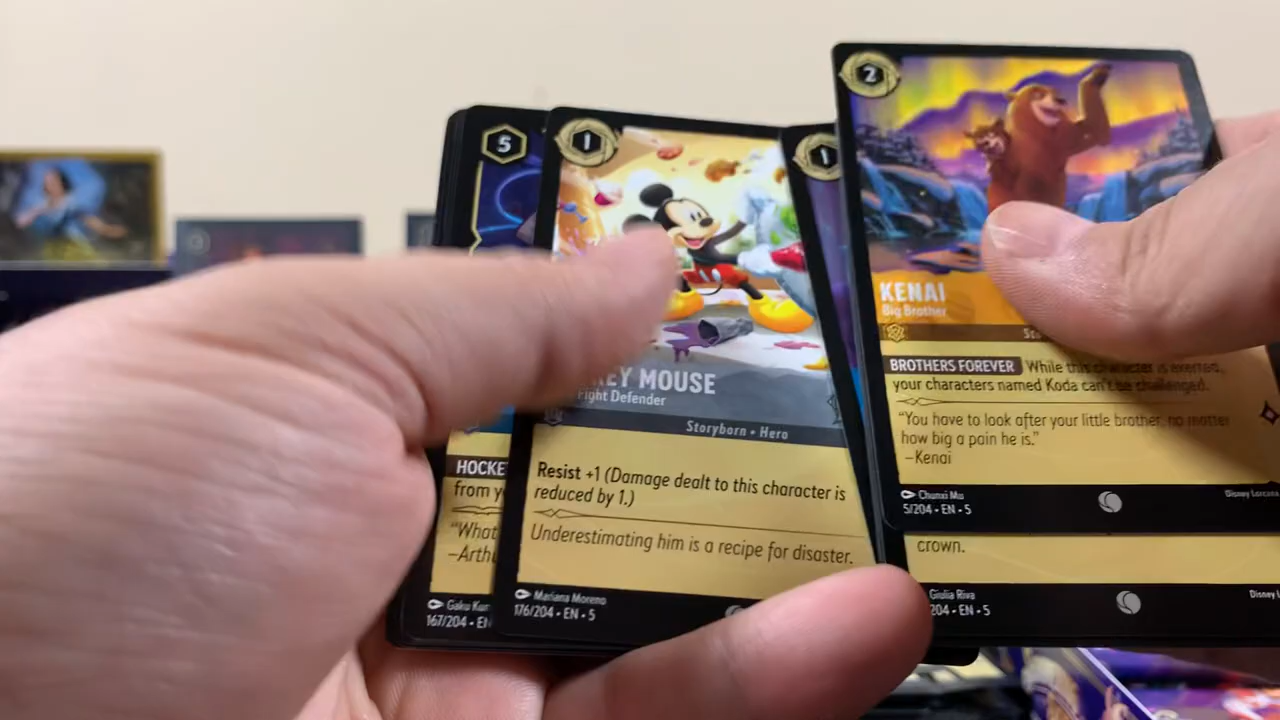 5
HOCKE
from y
"What
–Arth
Gaku Kur
167/204 • EN
1
KEY MOUSE
Fight Defender
Storyborn • Hero
Resist +1 (Damage dealt to this character is
reduced by 1.)
Underestimating him is a recipe for disaster.
Mariana Moreno
176/204 • EN • 5
1
crown.
Giulia Riva
204 • EN • 5
Disney L
2
KENAI
Big Brother
BROTHERS FOREVER While this character is exerted,
your characters named Koda can't be challenged.
"You have to look after your little brother, no matter
how big a pain he is."
–Kenai
Chunxi Mu
5/204 • EN • 5
Disney Lorcana